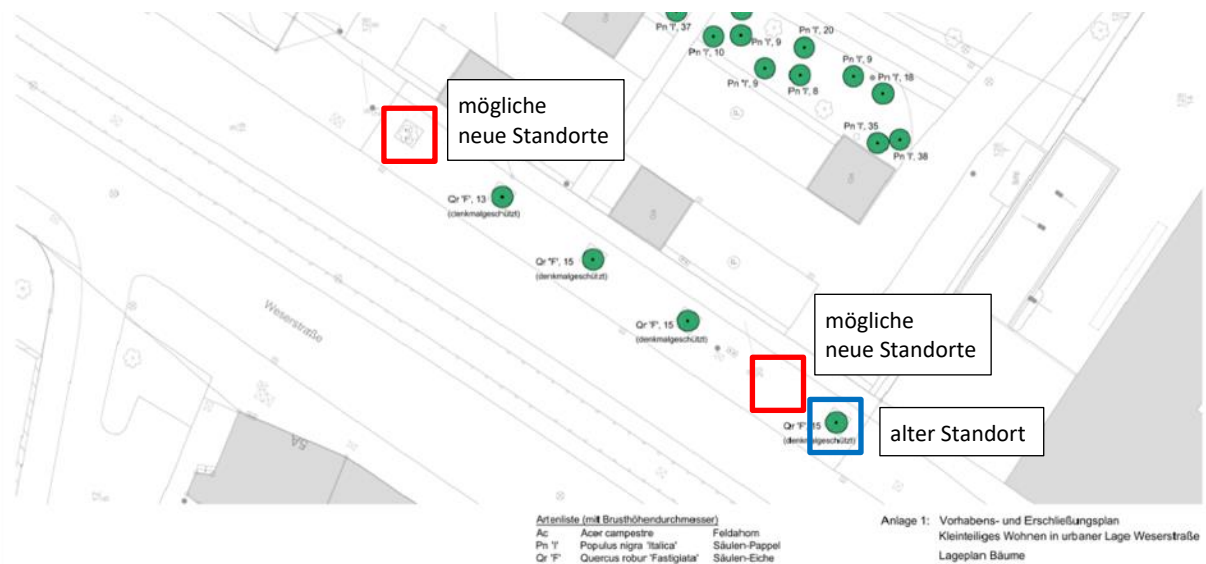 Pn 'I', 37
Pn 'I', 20
Pn 'I', 10
Pn 'I', 9
Pn 'I', 9
Pn 'I', 9
Pn 'I', 18
Pn 'I', 8
mögliche
neue Standorte
Pn 'I', 35
Pn 'I', 38
Qr 'F', 13
(denkmalgeschützt)
Qr 'F', 15
(denkmalgeschützt)
Weserstraße
Qr 'F', 15
(denkmalgeschützt)
mögliche
neue Standorte
Qr 'F', 15
(denkmalgeschützt)
alter Standort
5A
Artenliste (mit Brusthöhendurchmesser)
Ac Acer campestre Feldahorn
Pn 'I' Populus nigra 'Italica' Säulen-Pappel
Qr 'F' Quercus robur 'Fastigiata' Säulen-Eiche
Anlage 1: Vorhabens- und Erschließungsplan
Kleinteiliges Wohnen in urbaner Lage Weserstraße
Lageplan Bäume